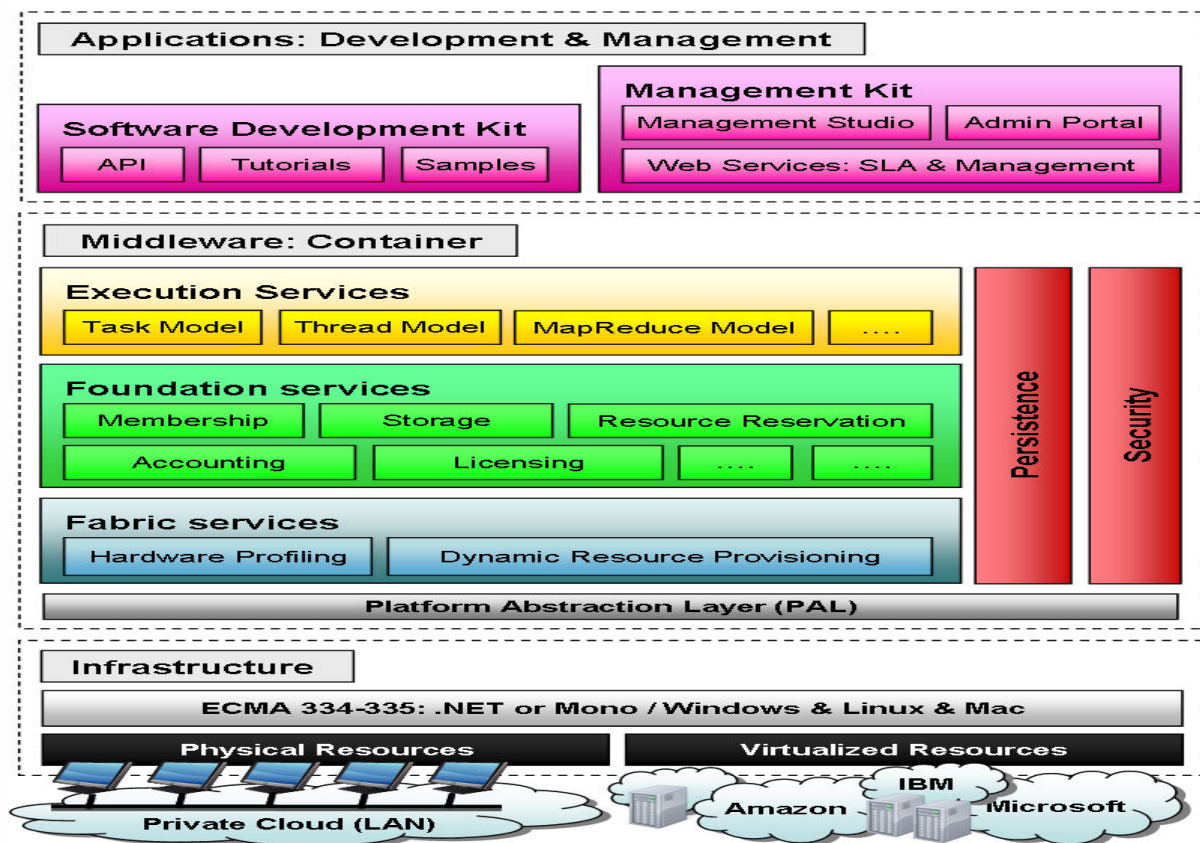 Applications: Development & Management
Software Development Kit
API
Tutorials
Samples
Management Kit
Management Studio
Admin Portal
Web Services: SLA & Management
Middleware: Container
Execution Services
Task Model
Thread Model
MapReduce Model
....
Foundation services
Membership
Storage
Resource Reservation
Accounting
Licensing
....
....
Fabric services
Hardware Profiling
Dynamic Resource Provisioning
Persistence
Security
Platform Abstraction Layer (PAL)
Infrastructure
ECMA 334-335: .NET or Mono / Windows & Linux & Mac
Physical Resources
Virtualized Resources
Private Cloud (LAN)
Amazon
IBM
Microsoft